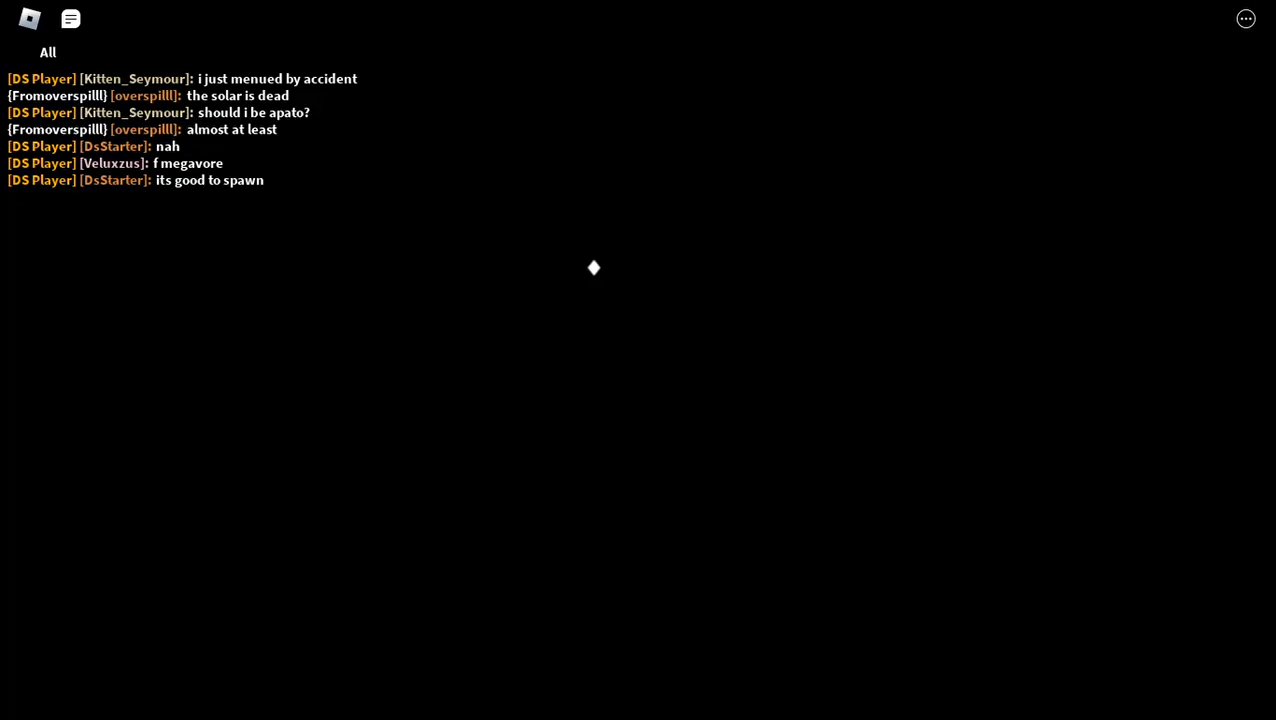 All
[DS Player] [Kitten_Seymour]: i just menued by accident
{Fromoverspilll} [overspilll]: the solar is dead
[DS Player] [Kitten_Seymour]: should i be apato?
{Fromoverspilll} [overspilll]: almost at least
[DS Player] [DsStarter]: nah
[DS Player] [Veluxzus]: f megavore
[DS Player] [DsStarter]: its good to spawn